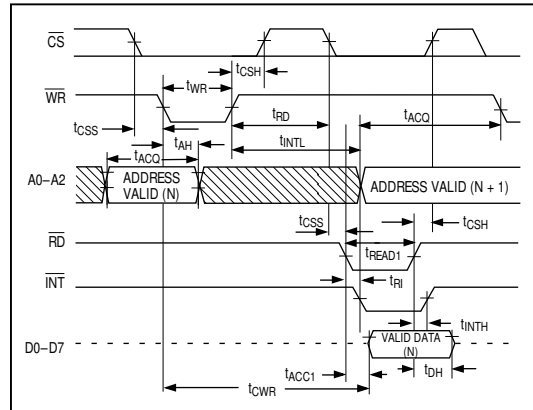 CS
tCSH
tWR
WR
tRD
tACQ
tCSS
tAH
tINTL
tACQ
A0–A2
ADDRESS
VALID (N)
ADDRESS VALID (N + 1)
tCSS
tCSH
RD
tREAD1
tRI
INT
tINTH
D0–D7
VALID DATA
(N)
tACC1
tDH
tCWR